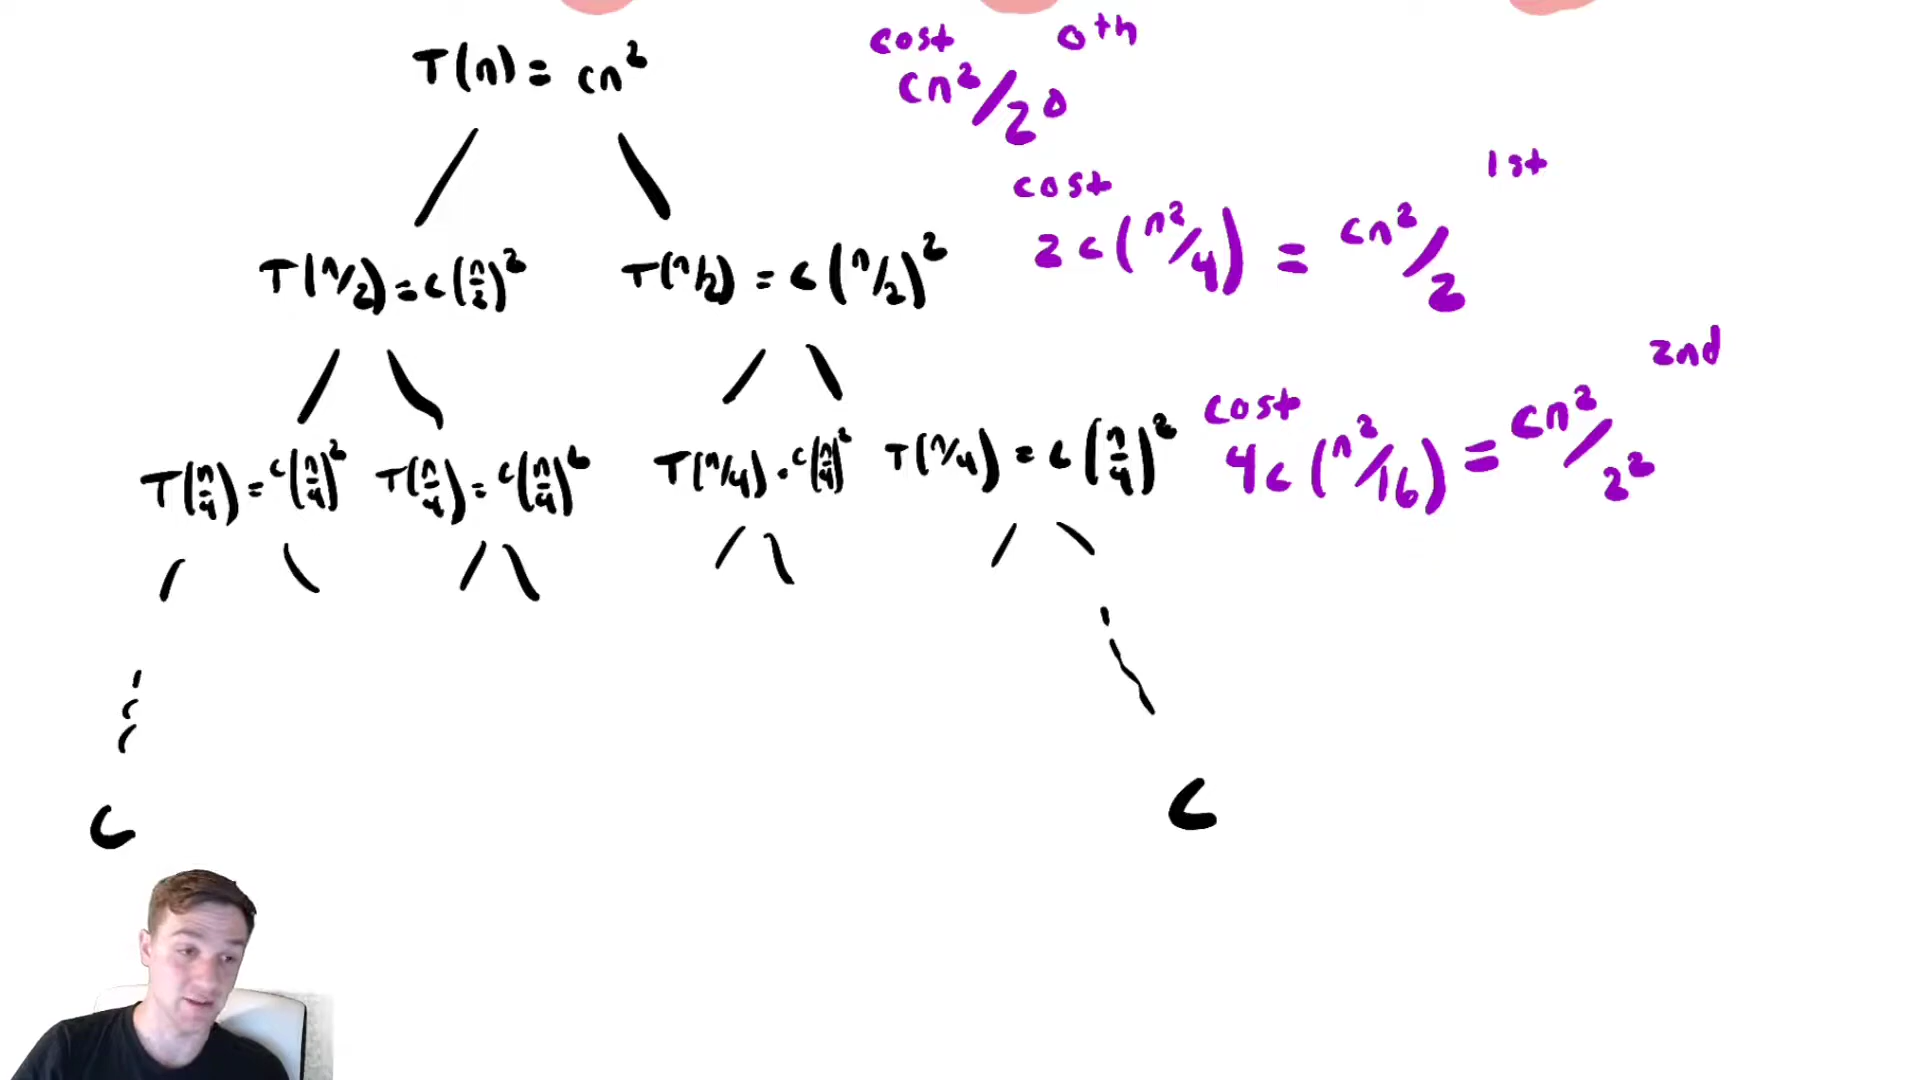 T(n) = cn²
cost 0th
cn²/2⁰
T(n/2) = c(n/2)² T(n/2) = c(n/2)²
cost 1st
2c(n²/4) = cn²/2
T(n/4) = c(n/4)² T(n/4) = c(n/4)² T(n/4) = c(n/4)² T(n/4) = c(n/4)²
cost 2nd
4c(n²/16) = cn²/2²
c c